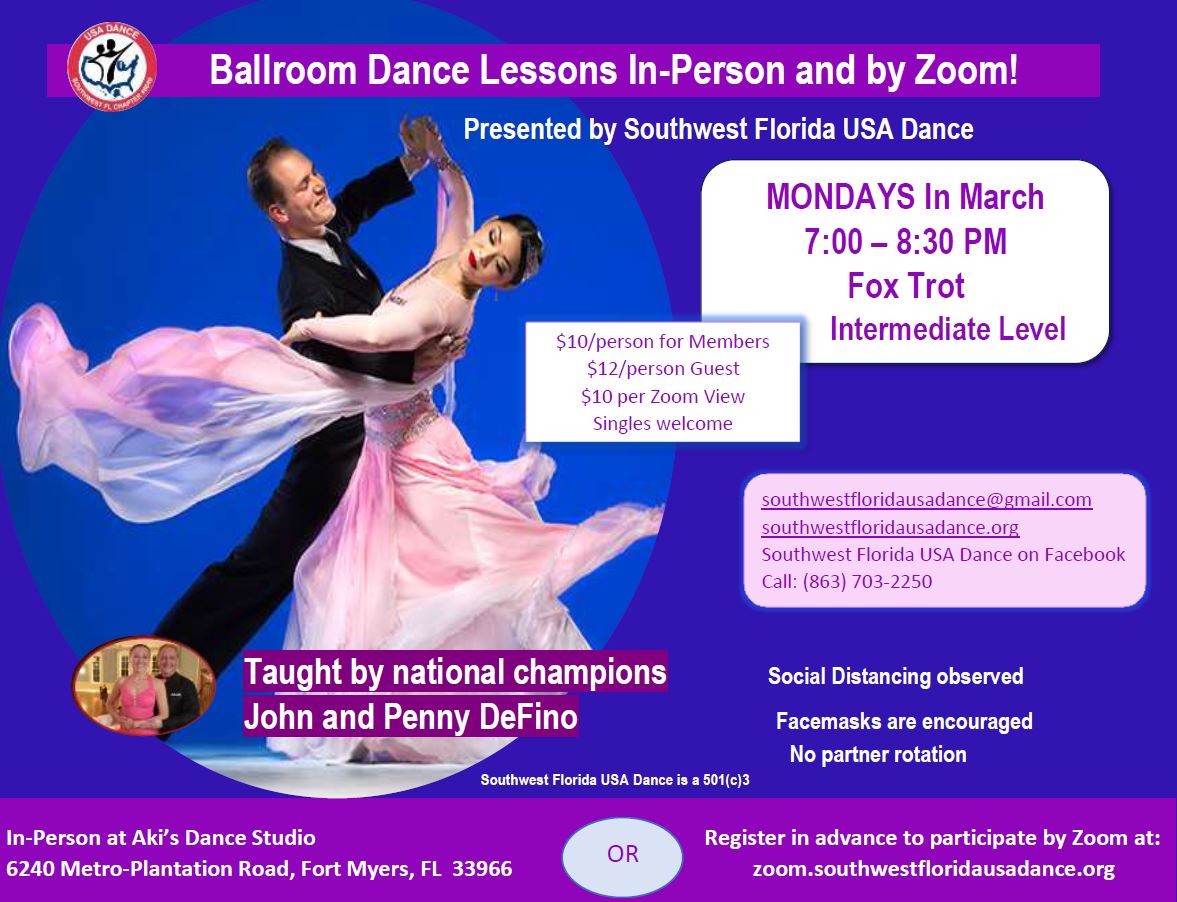 USA DANCE
SOUTHWEST FL CHAPTER
Ballroom Dance Lessons In-Person and by Zoom!
Presented by Southwest Florida USA Dance
MONDAYS In March
7:00 – 8:30 PM
Fox Trot
Intermediate Level
$10/person for Members
$12/person Guest
$10 per Zoom View
Singles welcome
southwestfloridausadance@gmail.com
southwestfloridausadance.org
Southwest Florida USA Dance on Facebook
Call: (863) 703-2250
Taught by national champions
John and Penny DeFino
Social Distancing observed
Facemasks are encouraged
No partner rotation
Southwest Florida USA Dance is a 501(c)3
In-Person at Aki’s Dance Studio
6240 Metro-Plantation Road, Fort Myers, FL  33966
OR
Register in advance to participate by Zoom at:
zoom.southwestfloridausadance.org